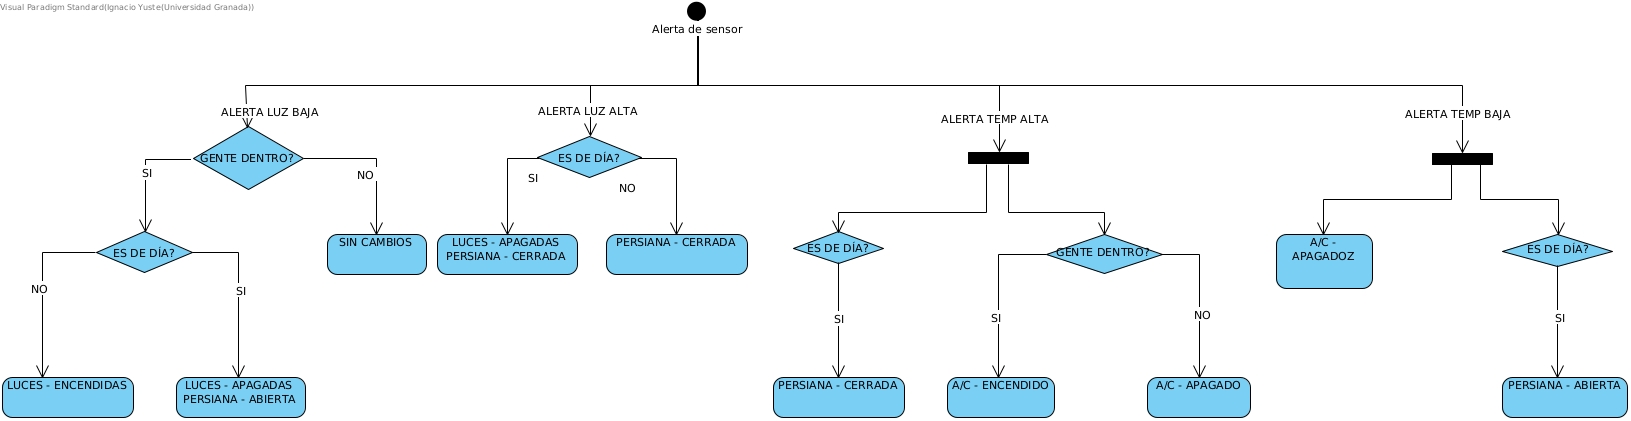 Visual Paradigm Standard(Ignacio Yuste(Universidad Granada))
Alerta de sensor
ALERTA LUZ BAJA
ALERTA LUZ ALTA
ALERTA TEMP ALTA
ALERTA TEMP BAJA
GENTE DENTRO?
SI
NO
ES DE DÍA?
SI
NO
SIN CAMBIOS
LUCES - APAGADAS
PERSIANA - CERRADA
PERSIANA - CERRADA
ES DE DÍA?
NO
SI
LUCES - ENCENDIDAS
LUCES - APAGADAS
PERSIANA - ABIERTA
ES DE DÍA?
SI
PERSIANA - CERRADA
GENTE DENTRO?
SI
NO
A/C - ENCENDIDO
A/C - APAGADO
A/C -
APAGADOZ
ES DE DÍA?
SI
PERSIANA - ABIERTA